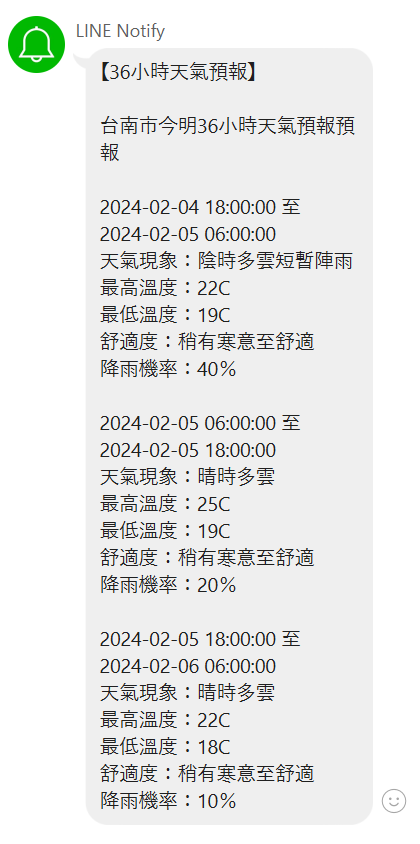 LINE Notify
【36小時天氣預報】
台南市今明36小時天氣預報預
報
2024-02-04 18:00:00 至
2024-02-05 06:00:00
天氣現象：陰時多雲短暫陣雨
最高溫度：22C
最低溫度：19C
舒適度：稍有寒意至舒適
降雨機率：40%
2024-02-05 06:00:00 至
2024-02-05 18:00:00
天氣現象：晴時多雲
最高溫度：25C
最低溫度：19C
舒適度：稍有寒意至舒適
降雨機率：20%
2024-02-05 18:00:00 至
2024-02-06 06:00:00
天氣現象：晴時多雲
最高溫度：22C
最低溫度：18C
舒適度：稍有寒意至舒適
降雨機率：10%